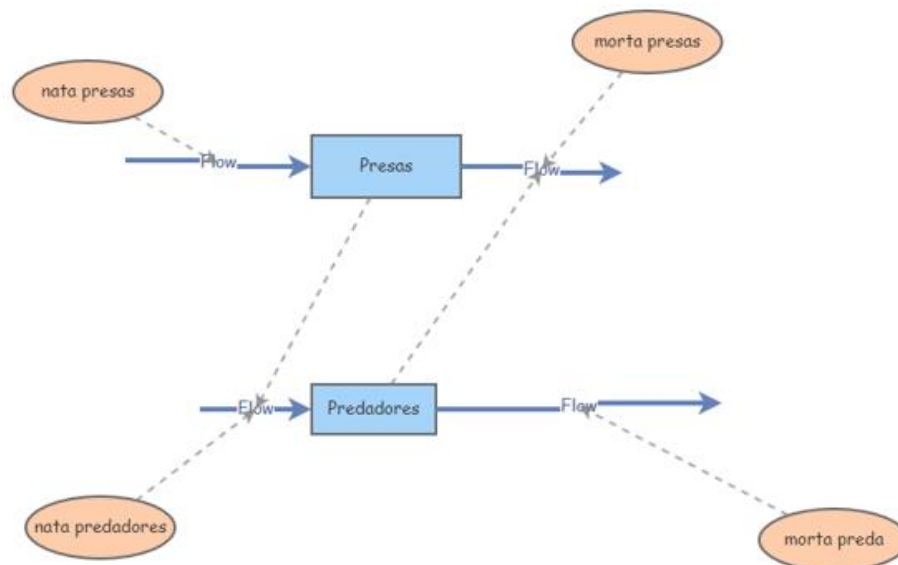 morta presas
nata presas
Flow
Presas
Flow
Flow
Predadores
Flow
nata predadores
morta preda